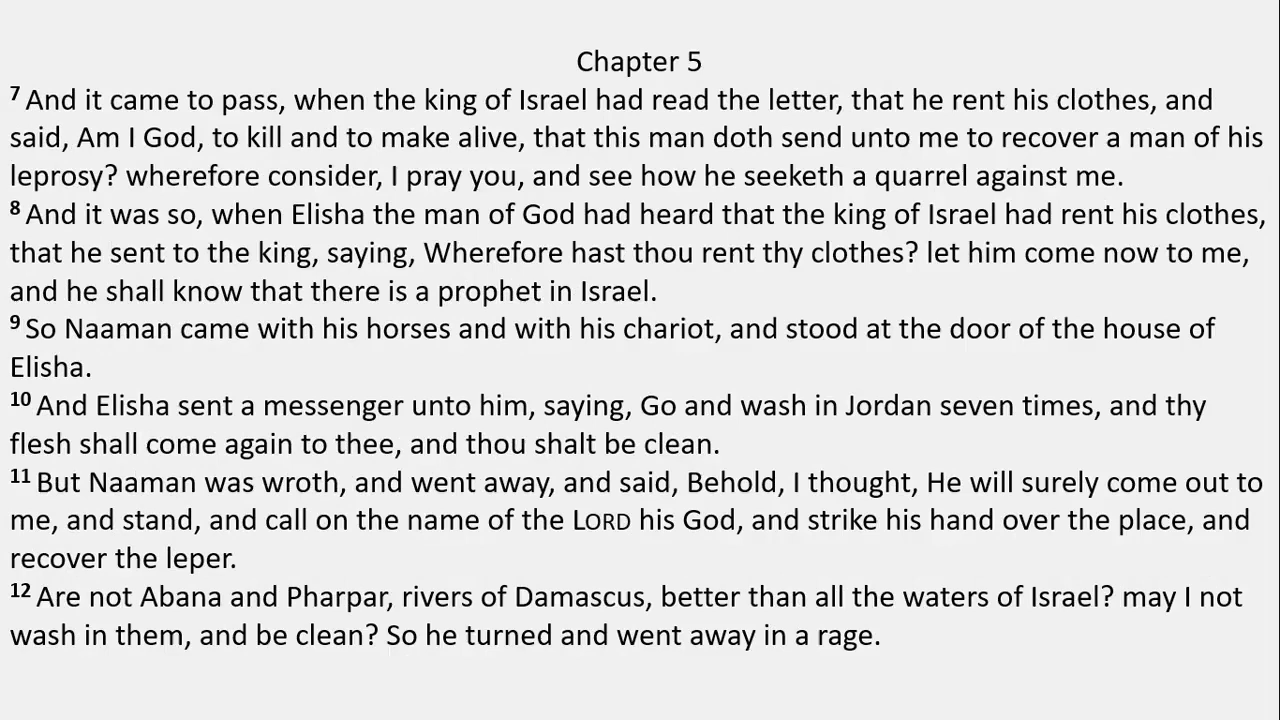 Chapter 5
7 And it came to pass, when the king of Israel had read the letter, that he rent his clothes, and
said, Am I God, to kill and to make alive, that this man doth send unto me to recover a man of his
leprosy? wherefore consider, I pray you, and see how he seeketh a quarrel against me.
8 And it was so, when Elisha the man of God had heard that the king of Israel had rent his clothes,
that he sent to the king, saying, Wherefore hast thou rent thy clothes? let him come now to me,
and he shall know that there is a prophet in Israel.
9 So Naaman came with his horses and with his chariot, and stood at the door of the house of
Elisha.
10 And Elisha sent a messenger unto him, saying, Go and wash in Jordan seven times, and thy
flesh shall come again to thee, and thou shalt be clean.
11 But Naaman was wroth, and went away, and said, Behold, I thought, He will surely come out to
me, and stand, and call on the name of the LORD his God, and strike his hand over the place, and
recover the leper.
12 Are not Abana and Pharpar, rivers of Damascus, better than all the waters of Israel? may I not
wash in them, and be clean? So he turned and went away in a rage.